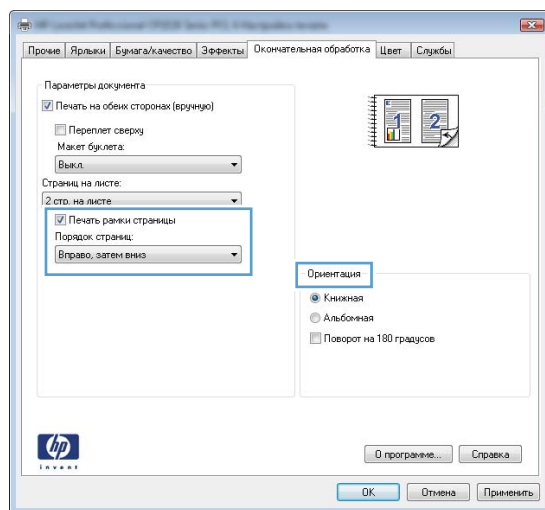 Прочие Ярлыки Бумага/качество Эффекты Окончательная обработка Цвет Службы
Параметры документа
Печать на обеих сторонах (вручную)
Переплет сверху
Макет буклета:
Выкл.
Страниц на листе:
2 стр. на листе
Печать рамки страницы
Порядок страниц:
Вправо, затем вниз
1 2
Ориентация
Книжная
Альбомная
Поворот на 180 градусов
hp
invent
О программе... Справка
OK Отмена Применить